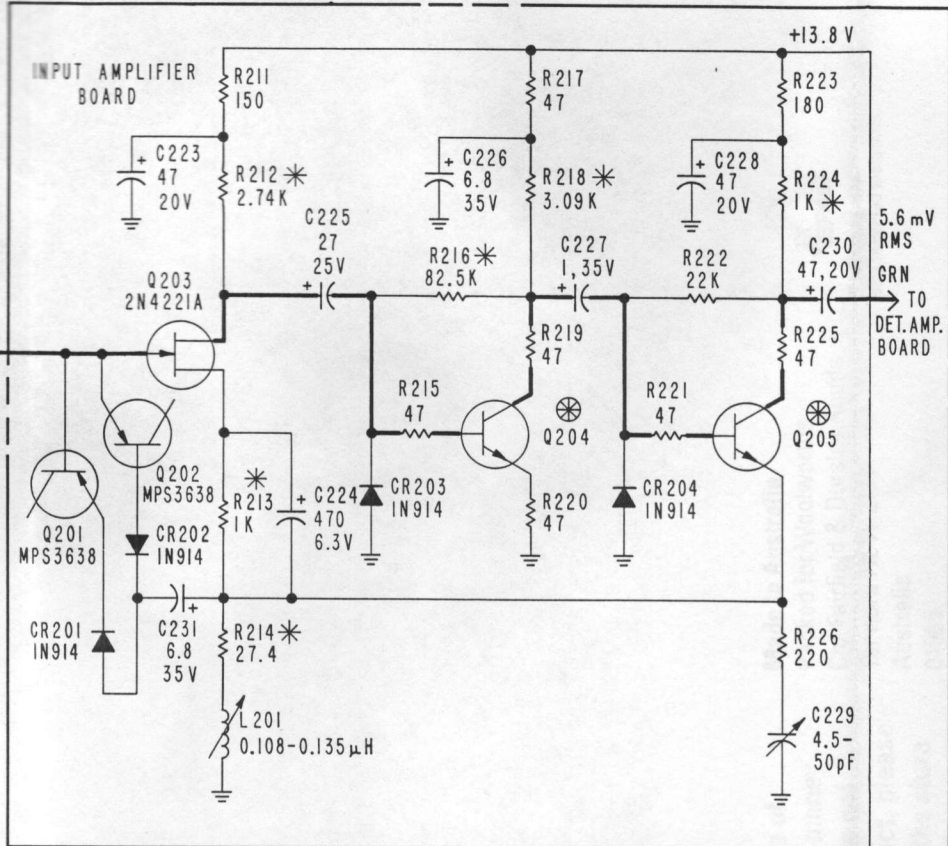 INPUT AMPLIFIER
BOARD
+13.8 V
R211
150
R217
47
R223
180
+ C223
47
20V
R212 ✳
2.74K
+ C226
6.8
35V
R218 ✳
3.09K
+ C228
47
20V
R224
1K ✳
5.6 mV
RMS
C225
27
25V
+
R216 ✳
82.5K
C227
1,35V
+
R222
22K
C230
47,20V
+
GRN
TO
DET.AMP.
BOARD
Q203
2N4221A
R219
47
R225
47
R215
47
R221
47
Q204
Q205
Q202
MPS3638
✳
R213
1K
+ C224
470
6.3V
CR203
1N914
R220
47
CR204
1N914
Q201
MPS3638
CR202
1N914
CR201
1N914
C231
6.8
35V
+
R214 ✳
27.4
R226
220
L201
0.108-0.135μH
C229
4.5-
50pF